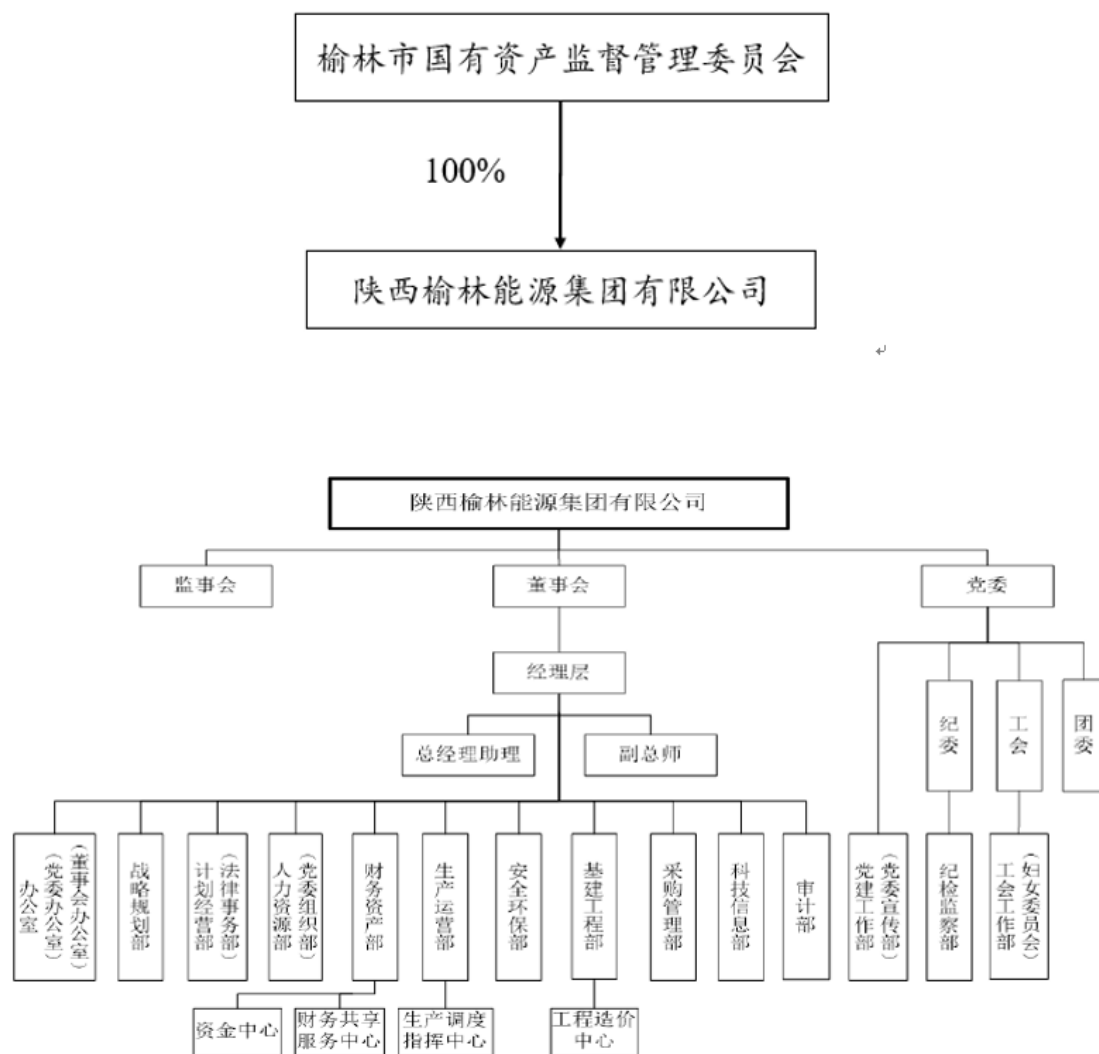 榆林市国有资产监督管理委员会
100%
陕西榆林能源集团有限公司
陕西榆林能源集团有限公司
监事会
董事会
党委
经理层
纪委
工会
团委
总经理助理
副总师
办公室
（党委办公室）
（董事会办公室）
战略规划部
计划经营部
（法律事务部）
人力资源部
（党委组织部）
财务资产部
生产运营部
安全环保部
基建工程部
采购管理部
科技信息部
审计部
党建工作部
（党委宣传部）
纪检监察部
工会工作部
（妇女委员会）
资金中心
财务共享
服务中心
生产调度
指挥中心
工程造价
中心